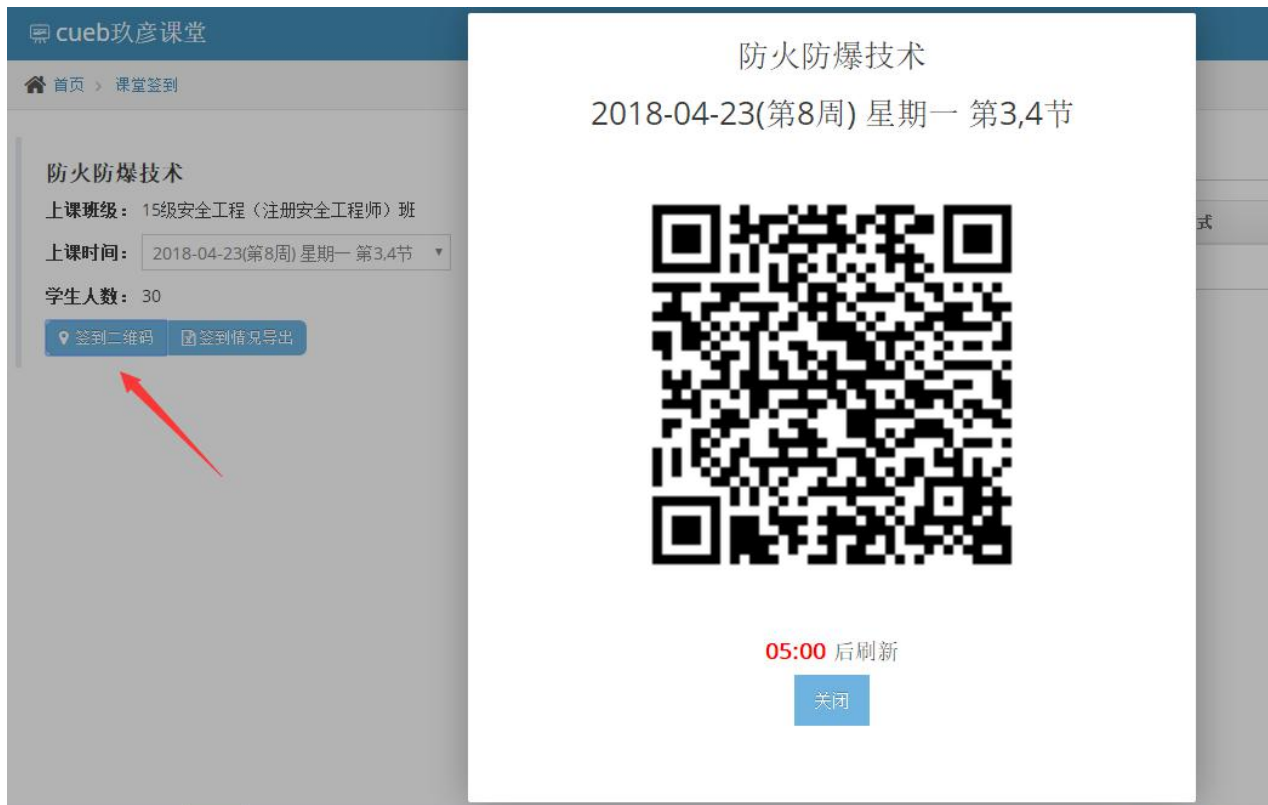 cueb玖彦课堂
首页 > 课堂签到
防火防爆技术
上课班级： 15级安全工程（注册安全工程师）班
上课时间： 2018-04-23(第8周) 星期一 第3,4节
学生人数： 30
签到二维码 签到情况导出
防火防爆技术
2018-04-23(第8周) 星期一 第3,4节
05:00 后刷新
关闭
式